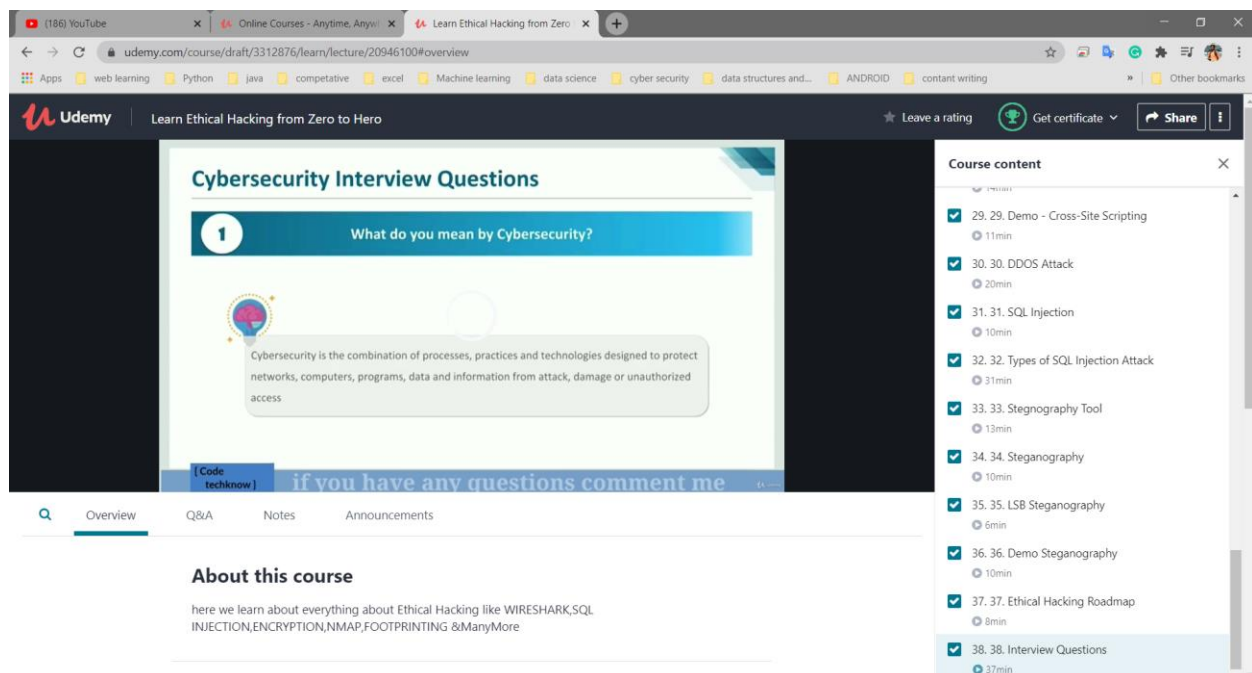 (186) YouTube
Online Courses - Anytime, Anywh
Learn Ethical Hacking from Zero
udemy.com/course/draft/3312876/learn/lecture/20946100#overview
Apps web learning Python java competative excel Machine learning data science cyber security data structures and... ANDROID contant writing » Other bookmarks
Udemy Learn Ethical Hacking from Zero to Hero Leave a rating Get certificate Share
Cybersecurity Interview Questions
1 What do you mean by Cybersecurity?
Cybersecurity is the combination of processes, practices and technologies designed to protect
networks, computers, programs, data and information from attack, damage or unauthorized
access
[Code
techknow]
if you have any questions comment me
Overview Q&A Notes Announcements
About this course
here we learn about everything about Ethical Hacking like WIRESHARK,SQL
INJECTION,ENCRYPTION,NMAP,FOOTPRINTING &ManyMore
Course content
14min
29. 29. Demo - Cross-Site Scripting
11min
30. 30. DDOS Attack
20min
31. 31. SQL Injection
10min
32. 32. Types of SQL Injection Attack
31min
33. 33. Stegnography Tool
13min
34. 34. Steganography
10min
35. 35. LSB Steganography
6min
36. 36. Demo Steganography
10min
37. 37. Ethical Hacking Roadmap
8min
38. 38. Interview Questions
37min